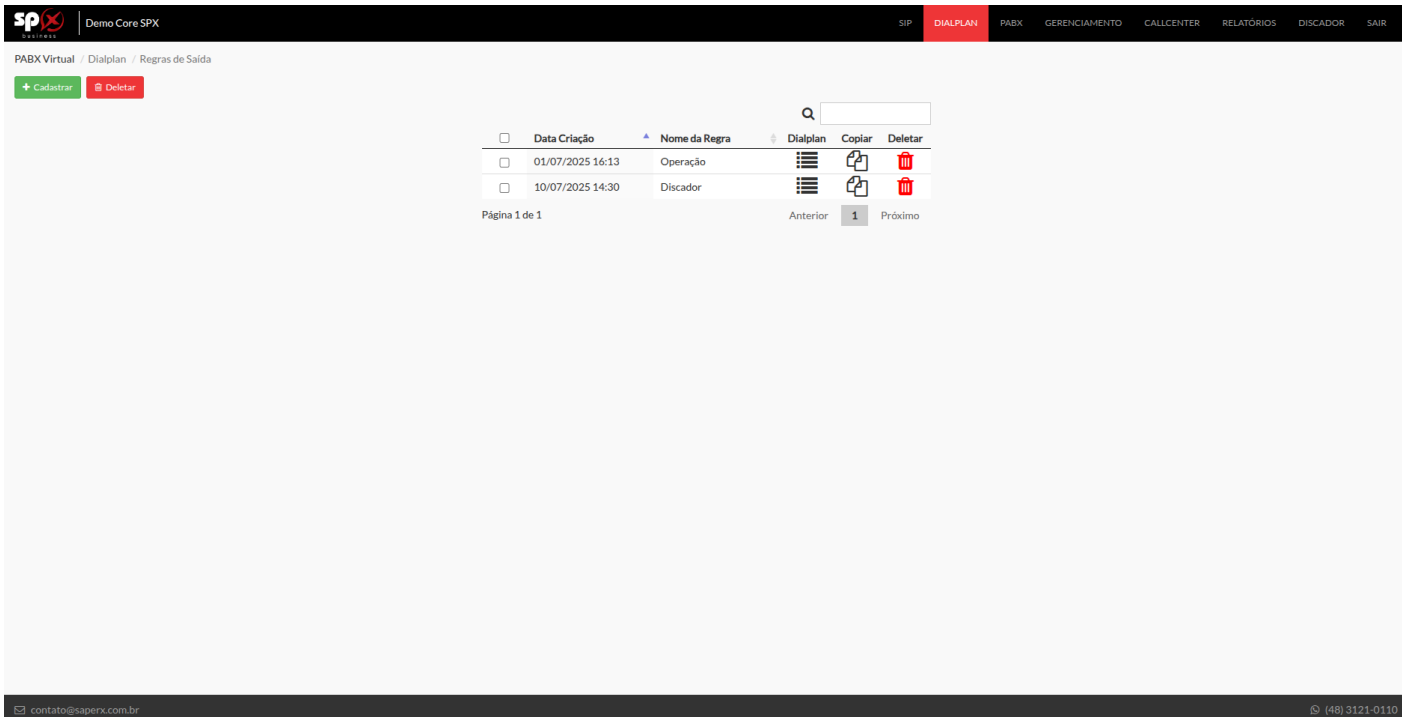 spx business Demo Core SPX SIP DIALPLAN PABX GERENCIAMENTO CALLCENTER RELATÓRIOS DISCADOR SAIR
PABX Virtual / Dialplan / Regras de Saída
+ Cadastrar Deletar
Data Criação Nome da Regra Dialplan Copiar Deletar
01/07/2025 16:13 Operação
10/07/2025 14:30 Discador
Página 1 de 1 Anterior 1 Próximo
contato@saperx.com.br (48) 3121-0110